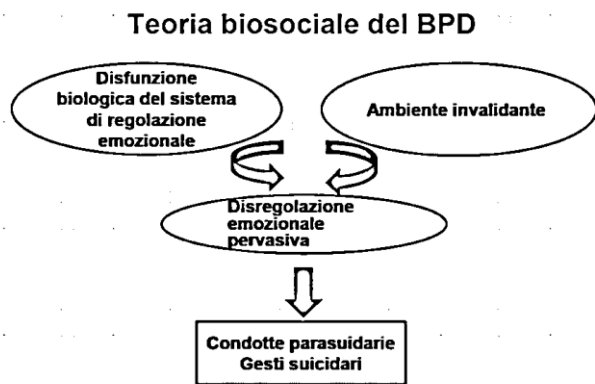 Teoria biosociale del BPD
Disfunzione
biologica del sistema
di regolazione
emozionale
Ambiente invalidante
Disregolazione
emozionale
pervasiva
Condotte parasuidarie
Gesti suicidari